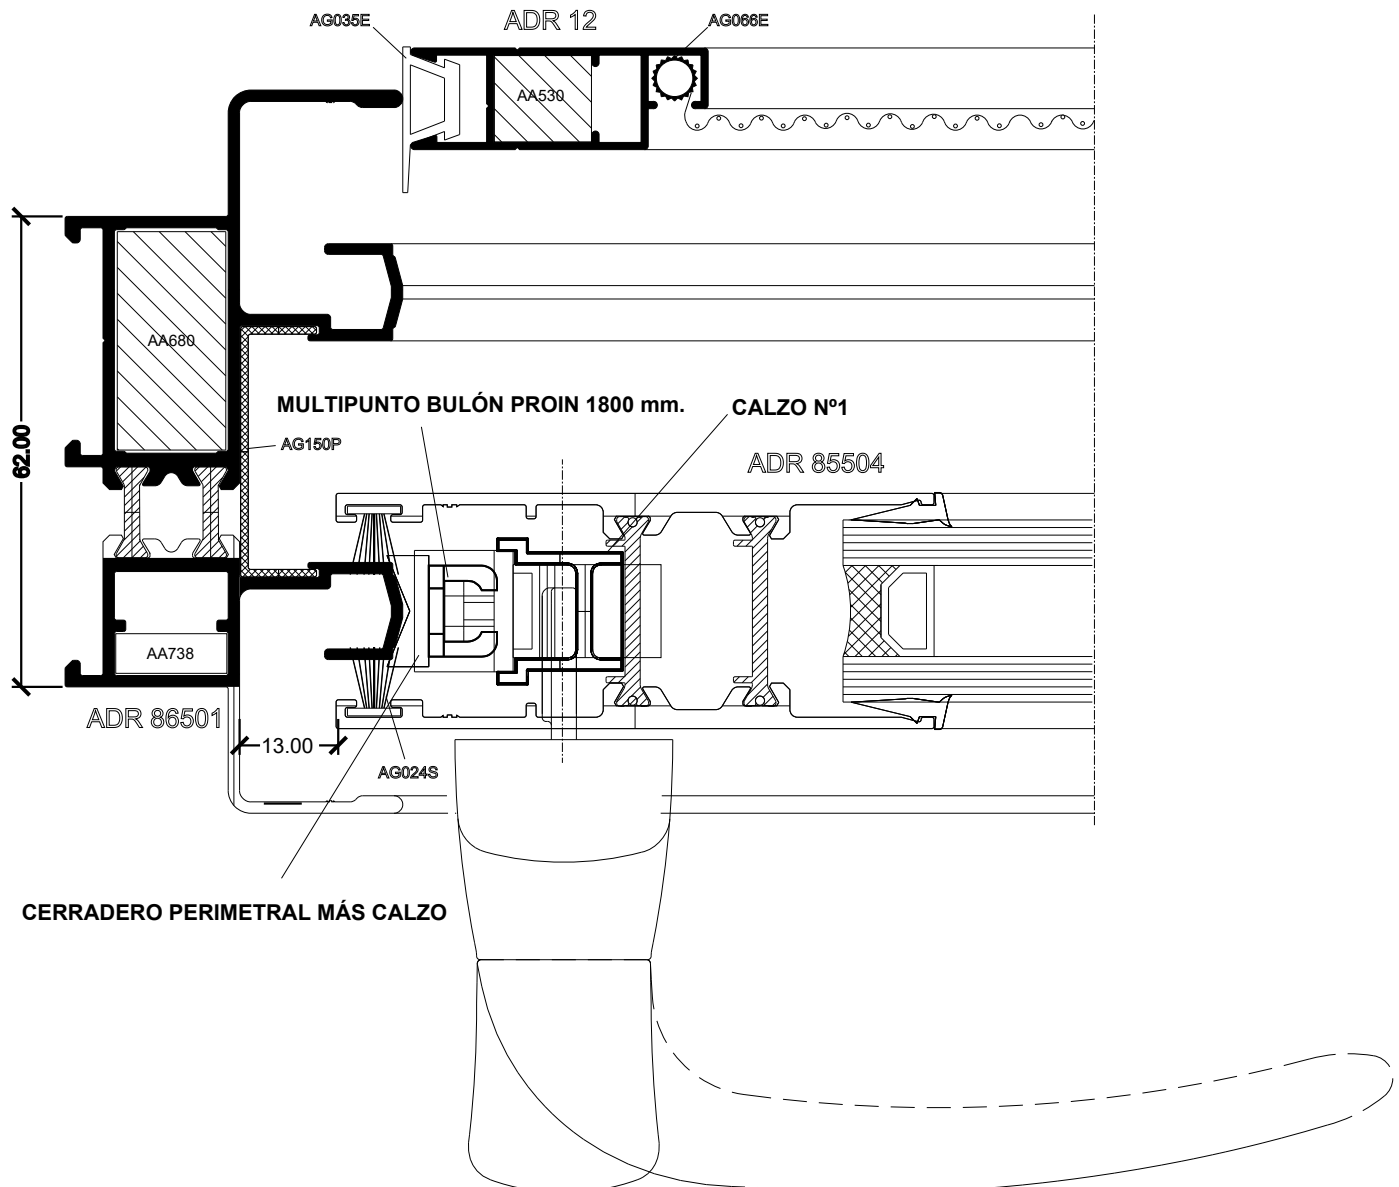 AG035E
ADR 12
AG066E
AA530
AA680
62.00
MULTIPUNTO BULÓN PROIN 1800 mm.
CALZO Nº1
AG150P
ADR 85504
AA738
ADR 86501
13.00
AG024S
CERRADERO PERIMETRAL MÁS CALZO